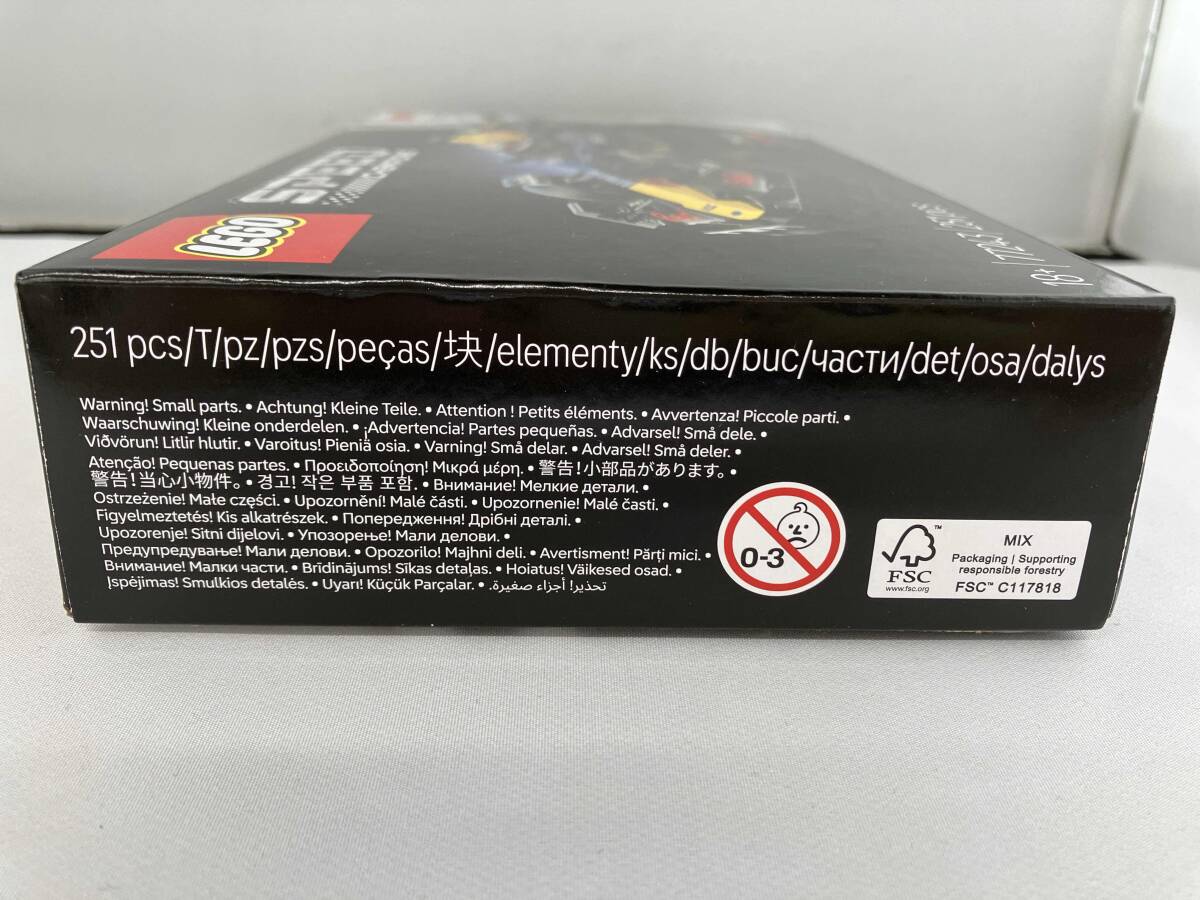 LEGO
SPEED
CHAMPIONS
251 pcs/T/pz/pzs/peças/块/elementy/ks/db/buc/части/det/osa/dalys
Warning! Small parts. • Achtung! Kleine Teile. • Attention ! Petits éléments. • Avvertenza! Piccole parti. •
Waarschuwing! Kleine onderdelen. • ¡Advertencia! Partes pequeñas. • Advarsel! Små dele. •
Viðvörun! Litlir hlutir. • Varoitus! Pieniä osia. • Varning! Små delar. • Advarsel! Små deler. •
Atenção! Pequenas partes. • Προειδοποίηση! Μικρά μέρη. • 警告!小部品があります。 •
警告!当心小物件。 • 경고! 작은 부품 포함. • Внимание! Мелкие детали. •
Ostrzeżenie! Małe części. • Upozornění! Malé části. • Upozornenie! Malé časti. •
Figyelmeztetés! Kis alkatrészek. • Попередження! Дрібні деталі. •
Upozorenje! Sitni dijelovi. • Упозорење! Мали делови. •
Предупредување! Мали делови. • Opozorilo! Majhni deli. • Avertisment! Părți mici. •
Внимание! Малки части. • Brīdinājums! Sīkas detaļas. • Hoiatus! Väikesed osad. •
Įspėjimas! Smulkios detalės. • Uyarı! Küçük Parçalar. • تحذير! أجزاء صغيرة.
0-3
FSC™
www.fsc.org
MIX
Packaging | Supporting
responsible forestry
FSC™ C117818